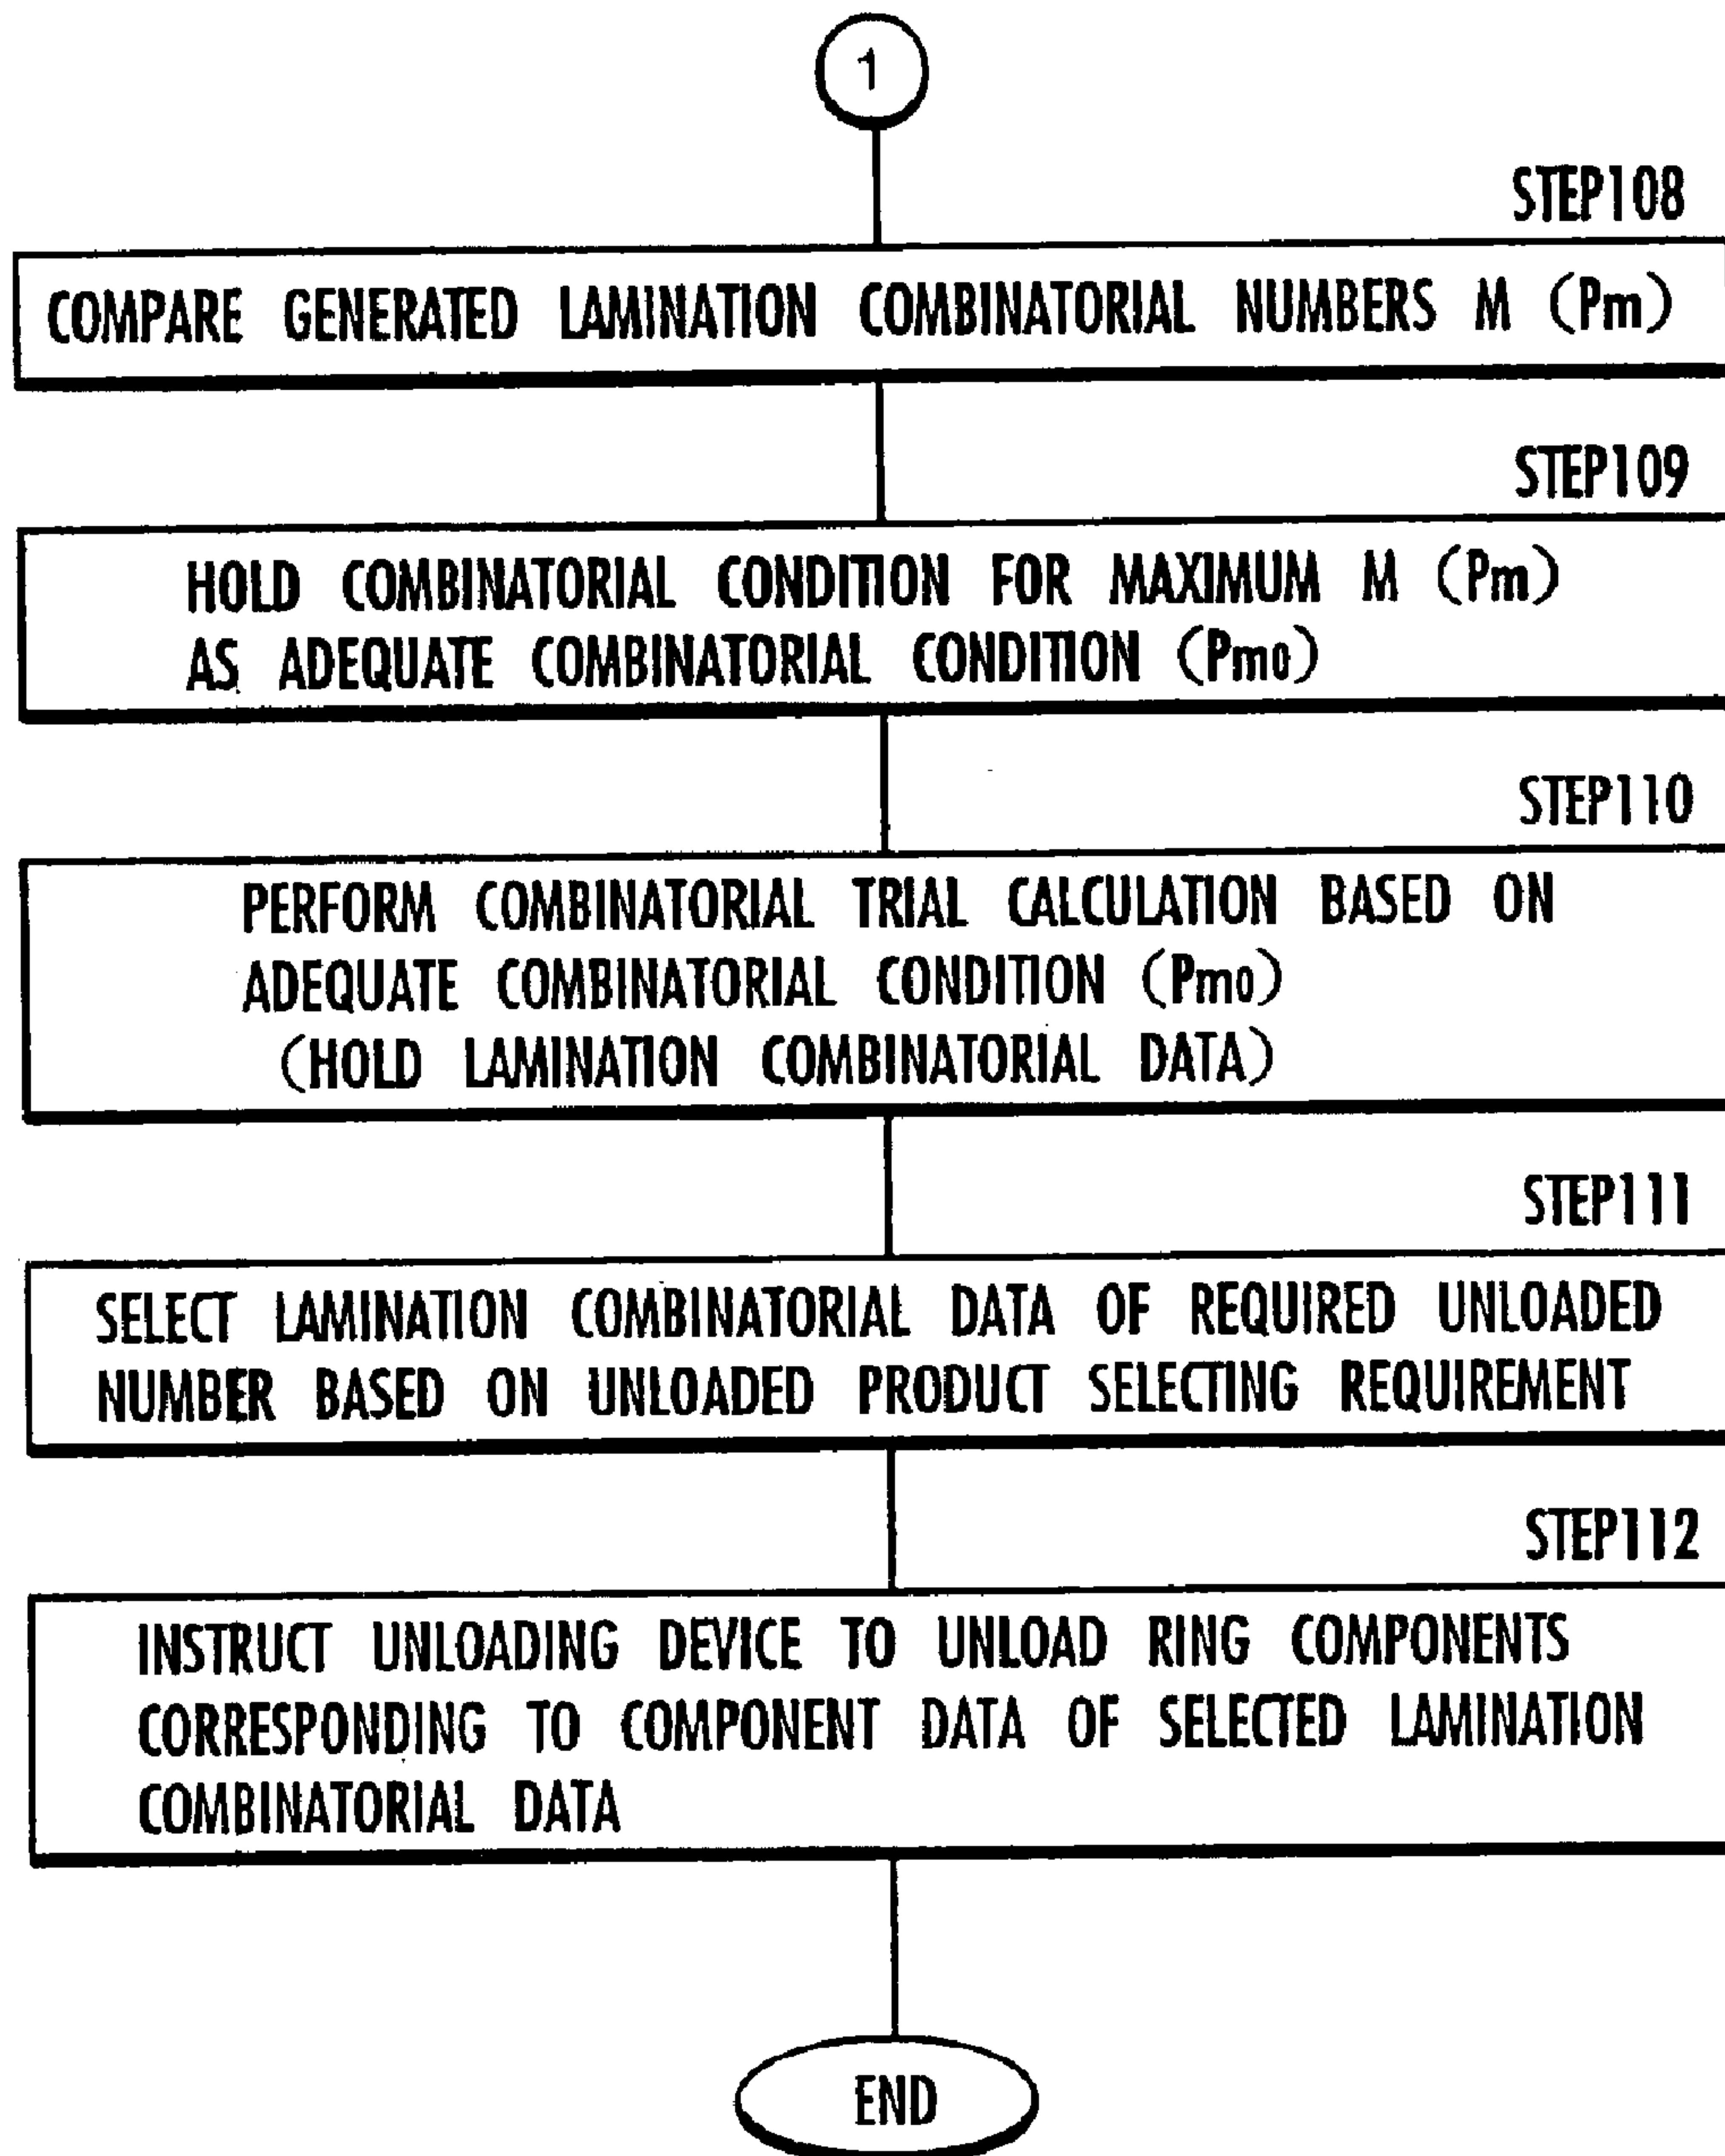 1
STEP108
COMPARE GENERATED LAMINATION COMBINATORIAL NUMBERS M (Pm)
STEP109
HOLD COMBINATORIAL CONDITION FOR MAXIMUM M (Pm)
AS ADEQUATE COMBINATORIAL CONDITION (Pm0)
STEP110
PERFORM COMBINATORIAL TRIAL CALCULATION BASED ON
ADEQUATE COMBINATORIAL CONDITION (Pm0)
(HOLD LAMINATION COMBINATORIAL DATA)
STEP111
SELECT LAMINATION COMBINATORIAL DATA OF REQUIRED UNLOADED
NUMBER BASED ON UNLOADED PRODUCT SELECTING REQUIREMENT
STEP112
INSTRUCT UNLOADING DEVICE TO UNLOAD RING COMPONENTS
CORRESPONDING TO COMPONENT DATA OF SELECTED LAMINATION
COMBINATORIAL DATA
END